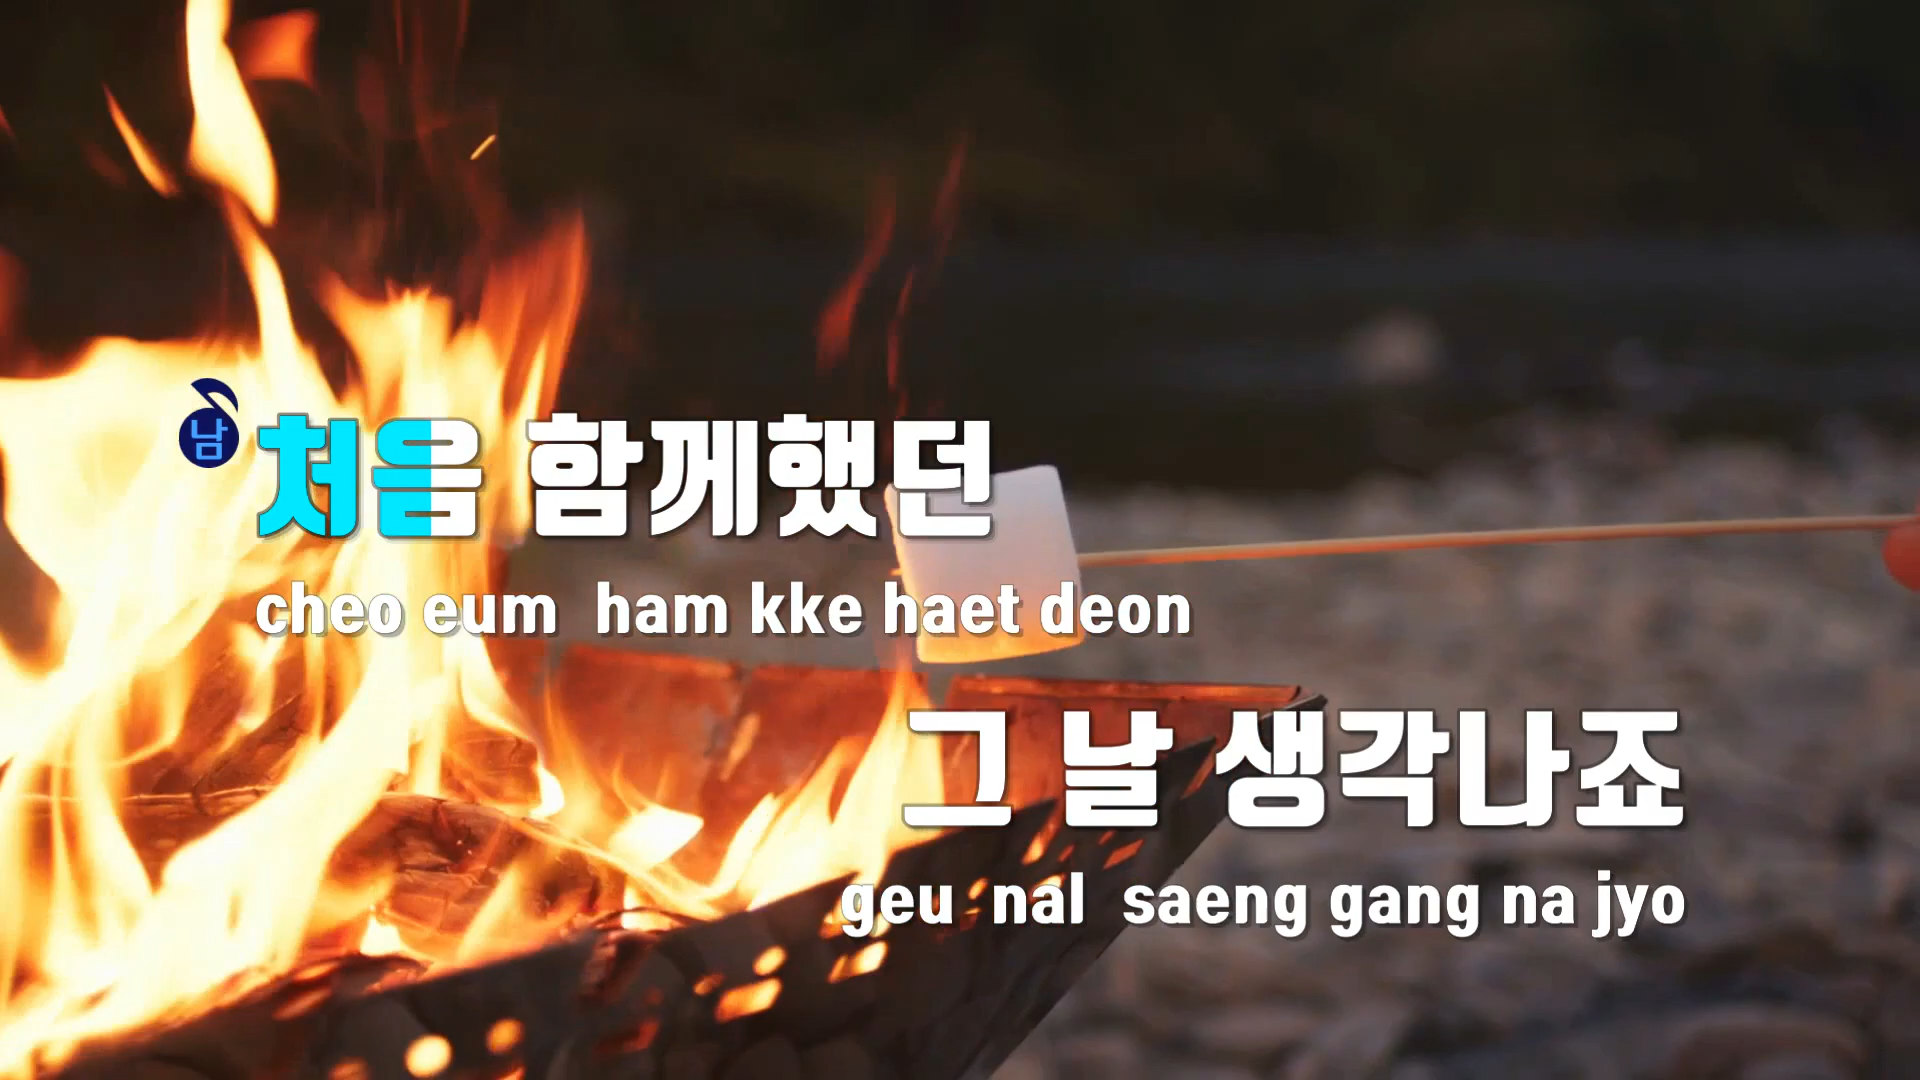 남
처음 함께했던
cheo eum ham kke haet deon
그 날 생각나죠
geu nal saeng gang na jyo